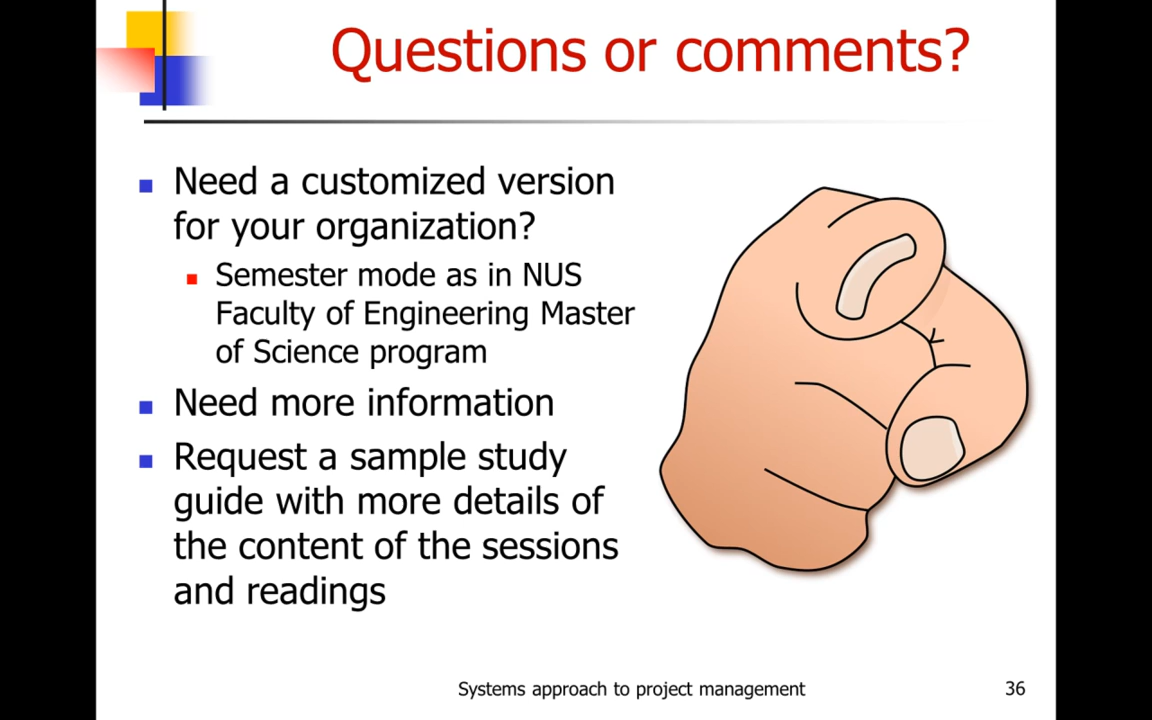 Questions or comments?
Need a customized version
for your organization?
Semester mode as in NUS
Faculty of Engineering Master
of Science program
Need more information
Request a sample study
guide with more details of
the content of the sessions
and readings
Systems approach to project management
36